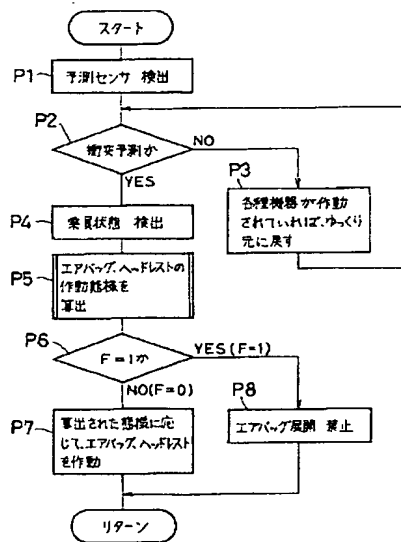 スタート
P1
予測センサ 検出
P2
衝突予測か
NO
YES
P3
各種機器が作動
されていれば、ゆっくり
元に戻す
P4
乗員状態 検出
P5
エアバッグ、ヘッドレストの
作動態様を
算出
P6
F=1か
YES(F=1)
NO(F=0)
P7
算出された態様に応
じて、エアバッグ、ヘッドレスト
を作動
P8
エアバッグ展開 禁止
リターン